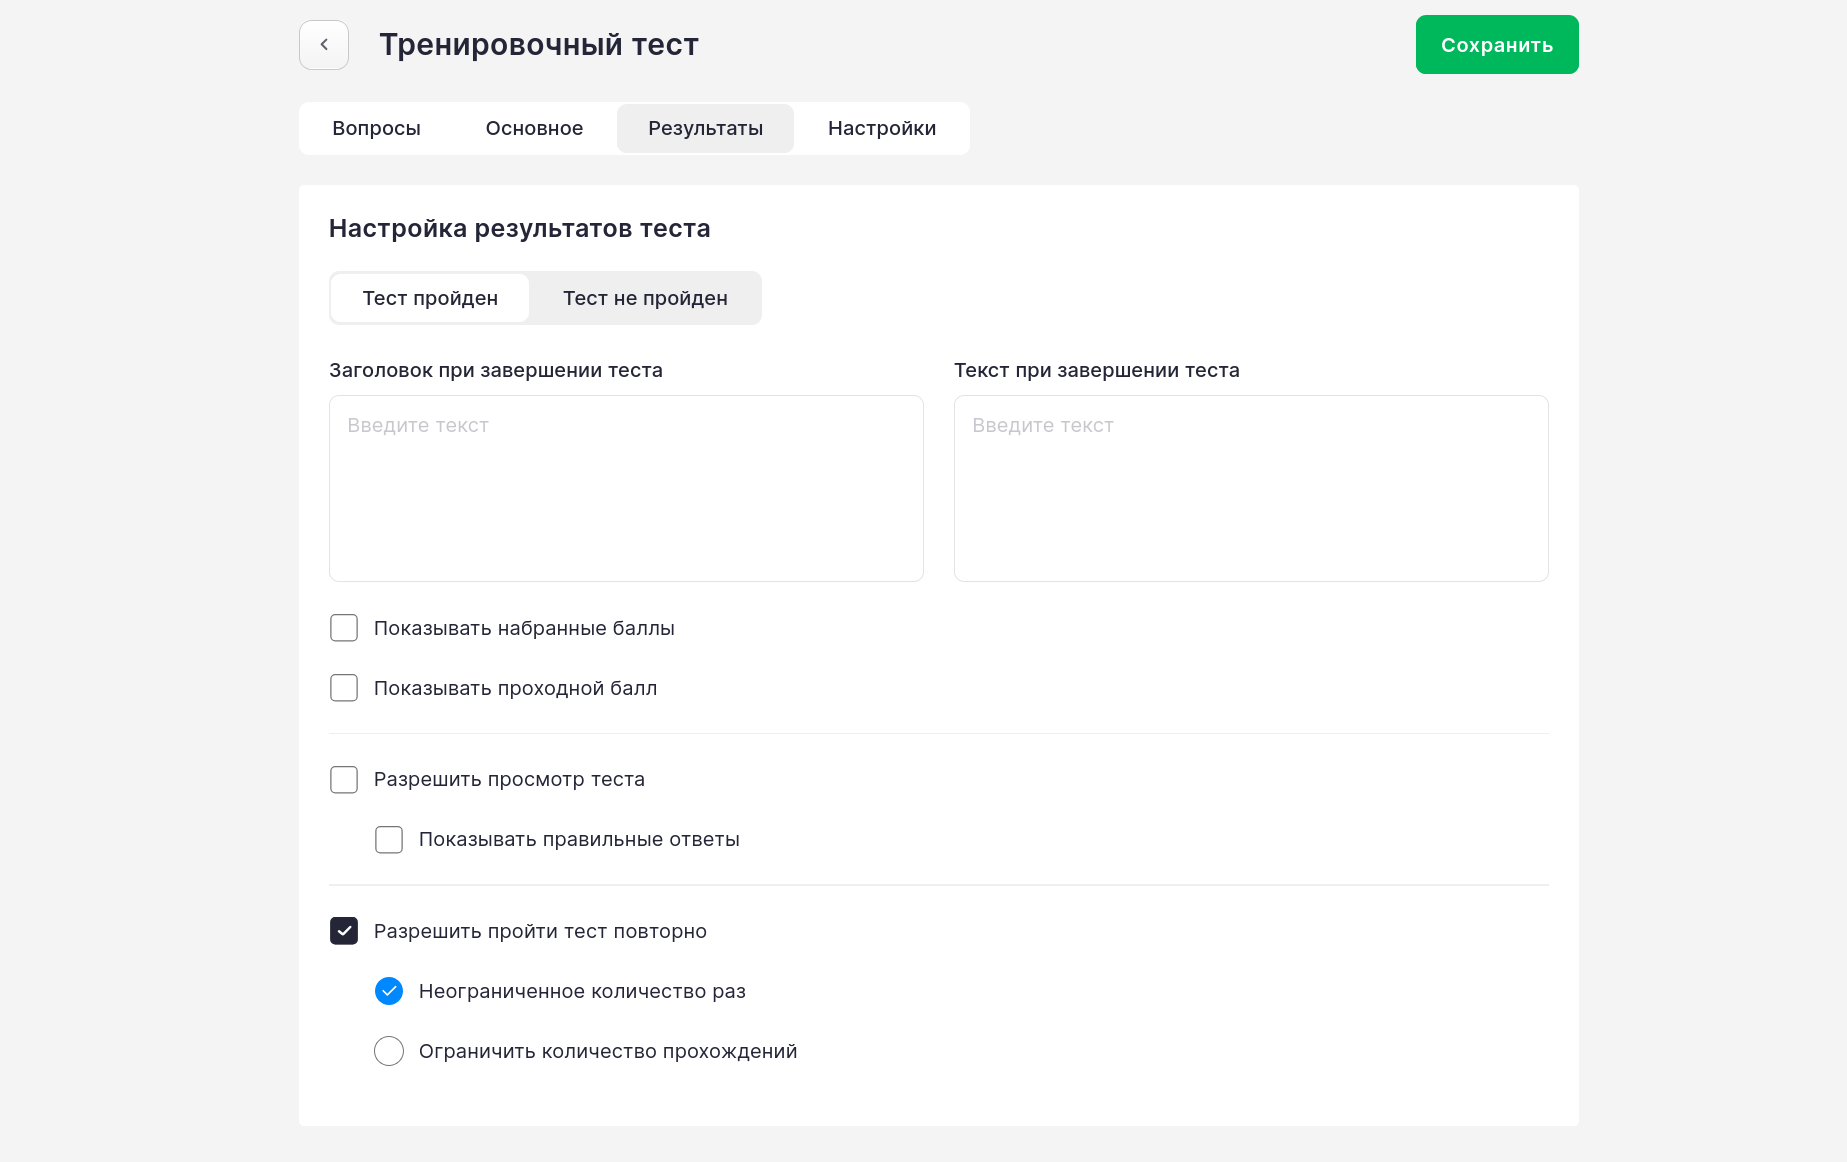 Тренировочный тест
Сохранить
Вопросы
Основное
Результаты
Настройки
Настройка результатов теста
Тест пройден
Тест не пройден
Заголовок при завершении теста
Текст при завершении теста
Введите текст
Введите текст
Показывать набранные баллы
Показывать проходной балл
Разрешить просмотр теста
Показывать правильные ответы
Разрешить пройти тест повторно
Неограниченное количество раз
Ограничить количество прохождений